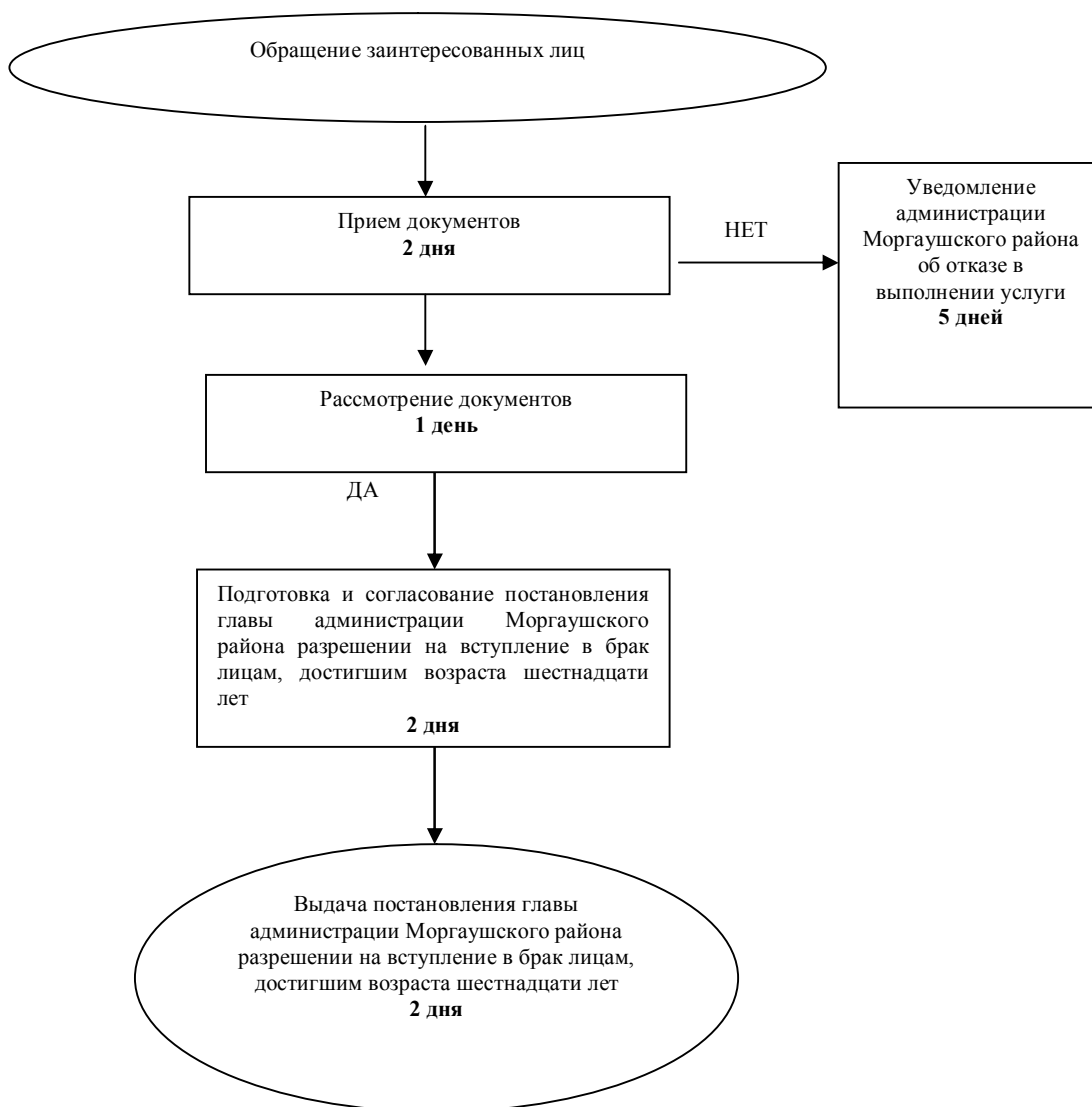 Обращение заинтересованных лиц
Прием документов
2 дня
НЕТ
Уведомление
администрации
Моргаушского района
об отказе в
выполнении услуги
5 дней
Рассмотрение документов
1 день
ДА
Подготовка и согласование постановления
главы администрации Моргаушского
района разрешении на вступление в брак
лицам, достигшим возраста шестнадцати
лет
2 дня
Выдача постановления главы
администрации Моргаушского района
разрешении на вступление в брак лицам,
достигшим возраста шестнадцати лет
2 дня